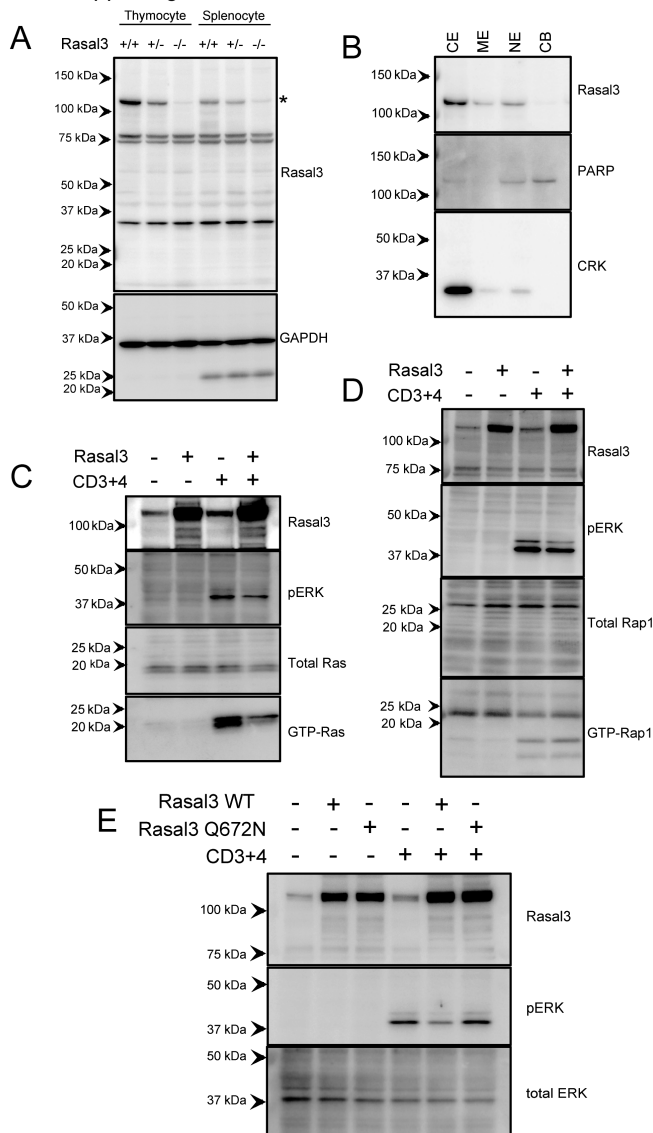 Thymocyte Splenocyte
A
Rasal3 +/+ +/- -/- +/+ +/- -/-
150 kDa
100 kDa
*
75 kDa
Rasal3
50 kDa
37 kDa
25 kDa
20 kDa
50 kDa
37 kDa
GAPDH
25 kDa
20 kDa
B
CE ME NE CB
150 kDa
Rasal3
100 kDa
150 kDa
PARP
100 kDa
50 kDa
CRK
37 kDa
C
Rasal3 - + - +
CD3+4 - - + +
Rasal3
100 kDa
50 kDa
pERK
37 kDa
25 kDa
Total Ras
20 kDa
25 kDa
20 kDa
GTP-Ras
D
Rasal3 - + - +
CD3+4 - - + +
100 kDa
Rasal3
75 kDa
50 kDa
pERK
37 kDa
25 kDa
Total Rap1
20 kDa
25 kDa
20 kDa
GTP-Rap1
E
Rasal3 WT - + - - + -
Rasal3 Q672N - - + - - +
CD3+4 - - - + + +
100 kDa
Rasal3
75 kDa
50 kDa
pERK
37 kDa
50 kDa
total ERK
37 kDa